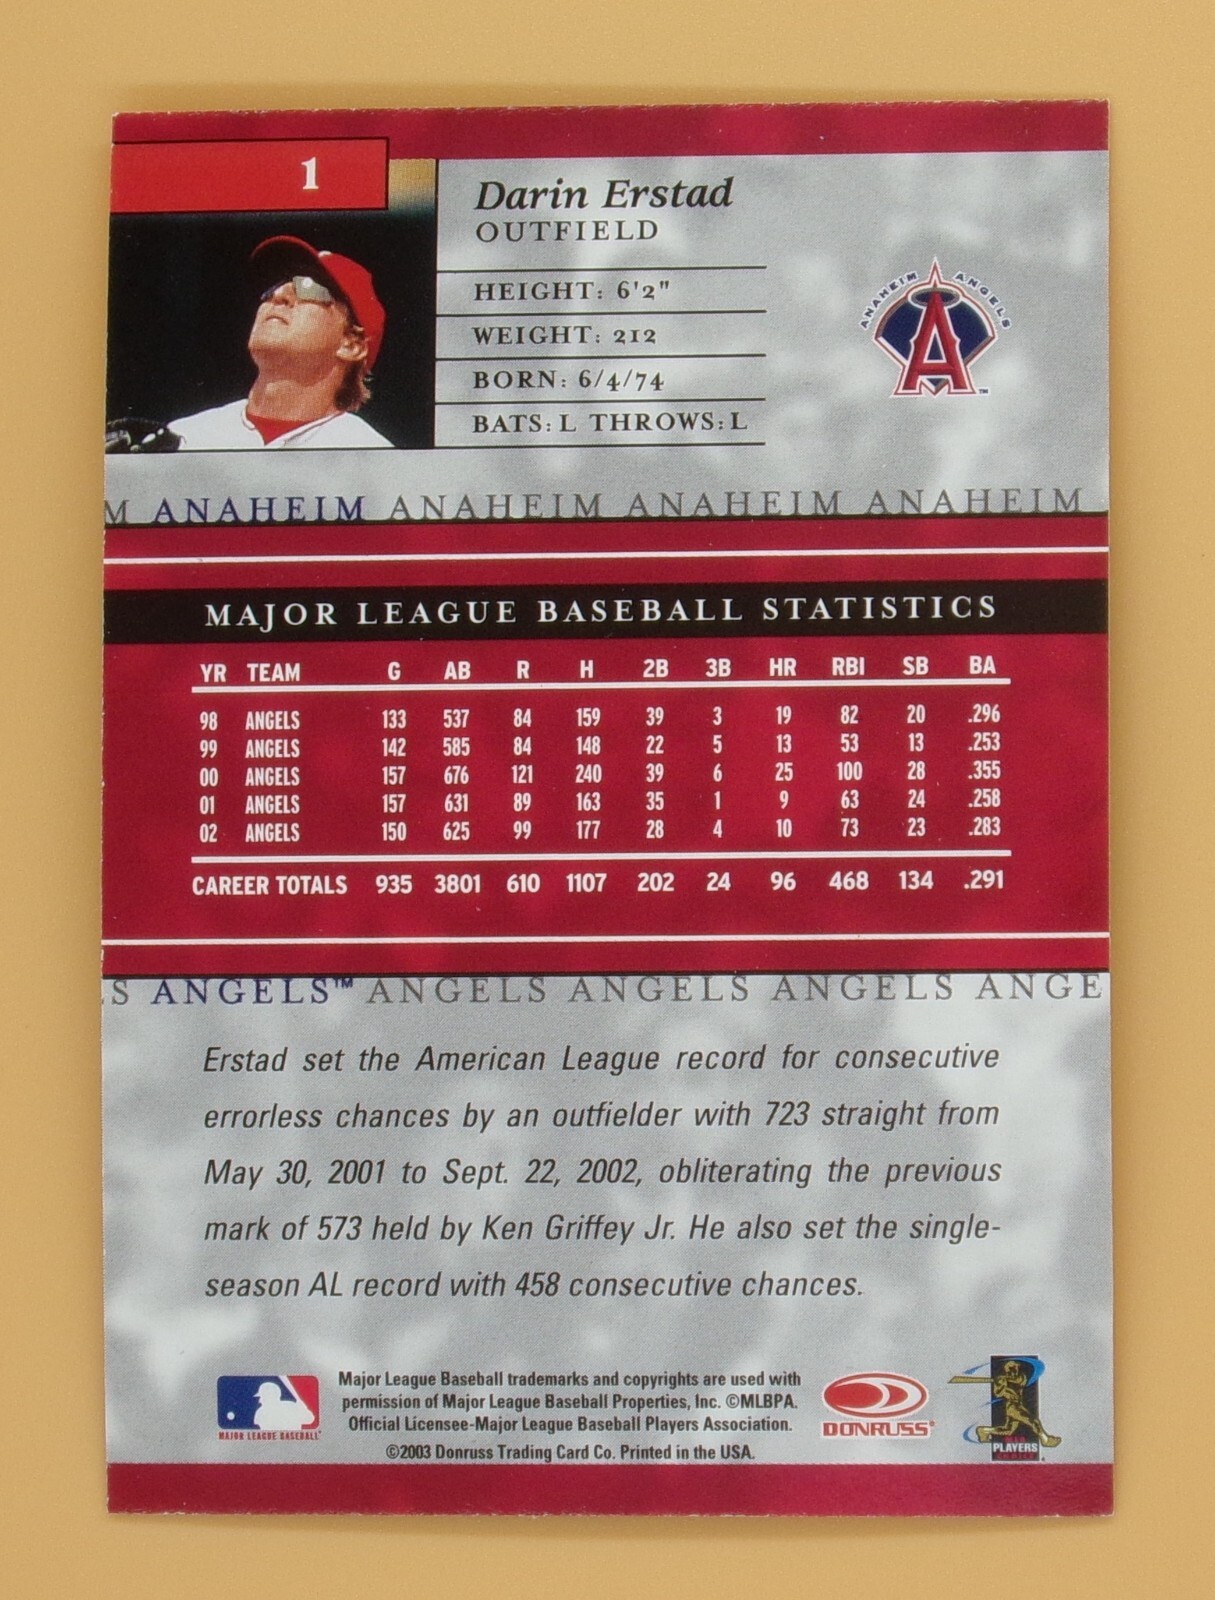 1
Darin Erstad
OUTFIELD
HEIGHT: 6'2"
WEIGHT: 212
BORN: 6/4/74
BATS: L THROWS: L
ANAHEIM ANGELS
A
TM
M ANAHEIM ANAHEIM ANAHEIM ANAHEIM
MAJOR LEAGUE BASEBALL STATISTICS
YR TEAM G AB R H 2B 3B HR RBI SB BA
98 ANGELS 133 537 84 159 39 3 19 82 20 .296
99 ANGELS 142 585 84 148 22 5 13 53 13 .253
00 ANGELS 157 676 121 240 39 6 25 100 28 .355
01 ANGELS 157 631 89 163 35 1 9 63 24 .258
02 ANGELS 150 625 99 177 28 4 10 73 23 .283
CAREER TOTALS 935 3801 610 1107 202 24 96 468 134 .291
S ANGELS™ ANGELS ANGELS ANGELS ANGE
Erstad set the American League record for consecutive
errorless chances by an outfielder with 723 straight from
May 30, 2001 to Sept. 22, 2002, obliterating the previous
mark of 573 held by Ken Griffey Jr. He also set the single-
season AL record with 458 consecutive chances.
MAJOR LEAGUE BASEBALL
Major League Baseball trademarks and copyrights are used with
permission of Major League Baseball Properties, Inc. ©MLBPA.
Official Licensee-Major League Baseball Players Association.
©2003 Donruss Trading Card Co. Printed in the USA.
DONRUSS®
PLAYERS